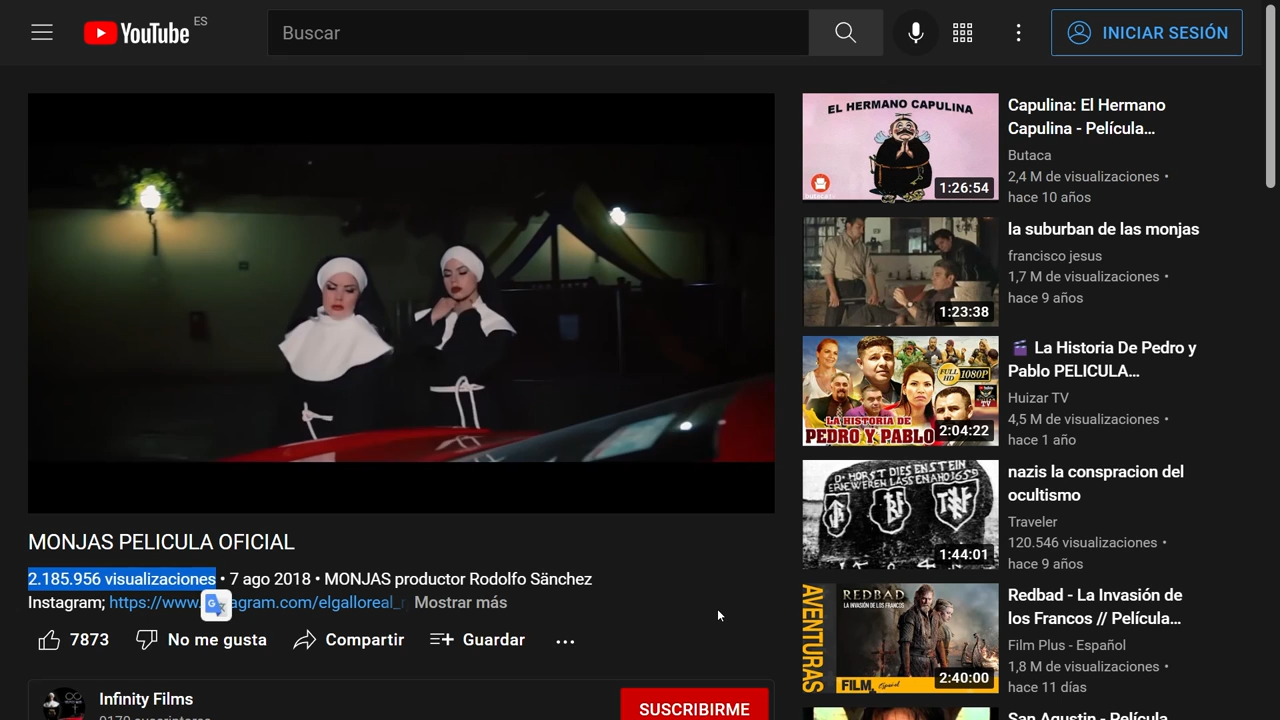 YouTube ES
Buscar
INICIAR SESIÓN
MONJAS PELICULA OFICIAL
2.185.956 visualizaciones • 7 ago 2018 • MONJAS productor Rodolfo Sänchez
Instagram; https://www. agram.com/elgalloreal_ Mostrar más
7873
No me gusta
Compartir
Guardar
Infinity Films
SUSCRIBIRME
EL HERMANO CAPULINA
1:26:54
Capulina: El Hermano
Capulina - Película...
Butaca
2,4 M de visualizaciones •
hace 10 años
1:23:38
la suburban de las monjas
francisco jesus
1,7 M de visualizaciones •
hace 9 años
FULL HD 1080P
LA HISTORIA DE
PEDRO Y PABLO
2:04:22
La Historia De Pedro y
Pablo PELICULA...
Huizar TV
4,5 M de visualizaciones •
hace 1 año
1:44:01
nazis la conspracion del
ocultismo
Traveler
120.546 visualizaciones •
hace 9 años
AVENTURAS
REDBAD
LA INVASIÓN DE LOS FRANCOS
FILM
Español
2:40:00
Redbad - La Invasión de
los Francos // Película...
Film Plus - Español
1,8 M de visualizaciones •
hace 11 días
San Agustin - Película